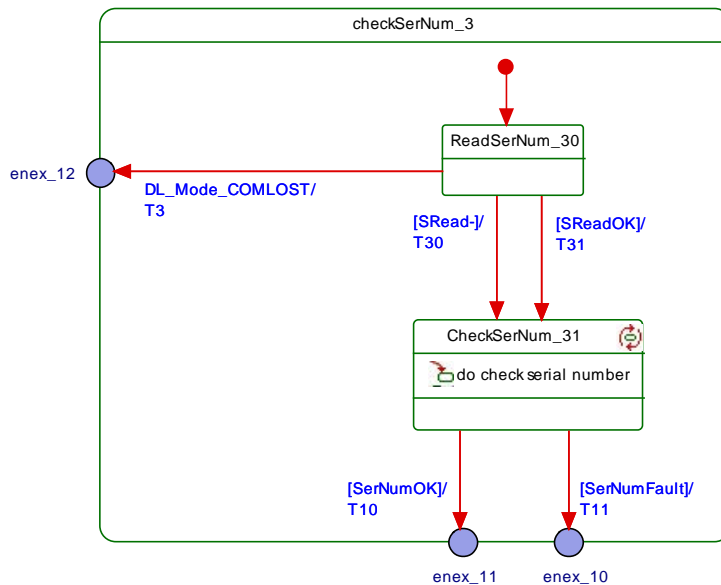 checkSerNum_3
ReadSerNum_30
enex_12
DL_Mode_COMLOST/
T3
[SRead-]/
T30
[SReadOK]/
T31
CheckSerNum_31
do check serial number
[SerNumOK]/
T10
[SerNumFault]/
T11
enex_11
enex_10